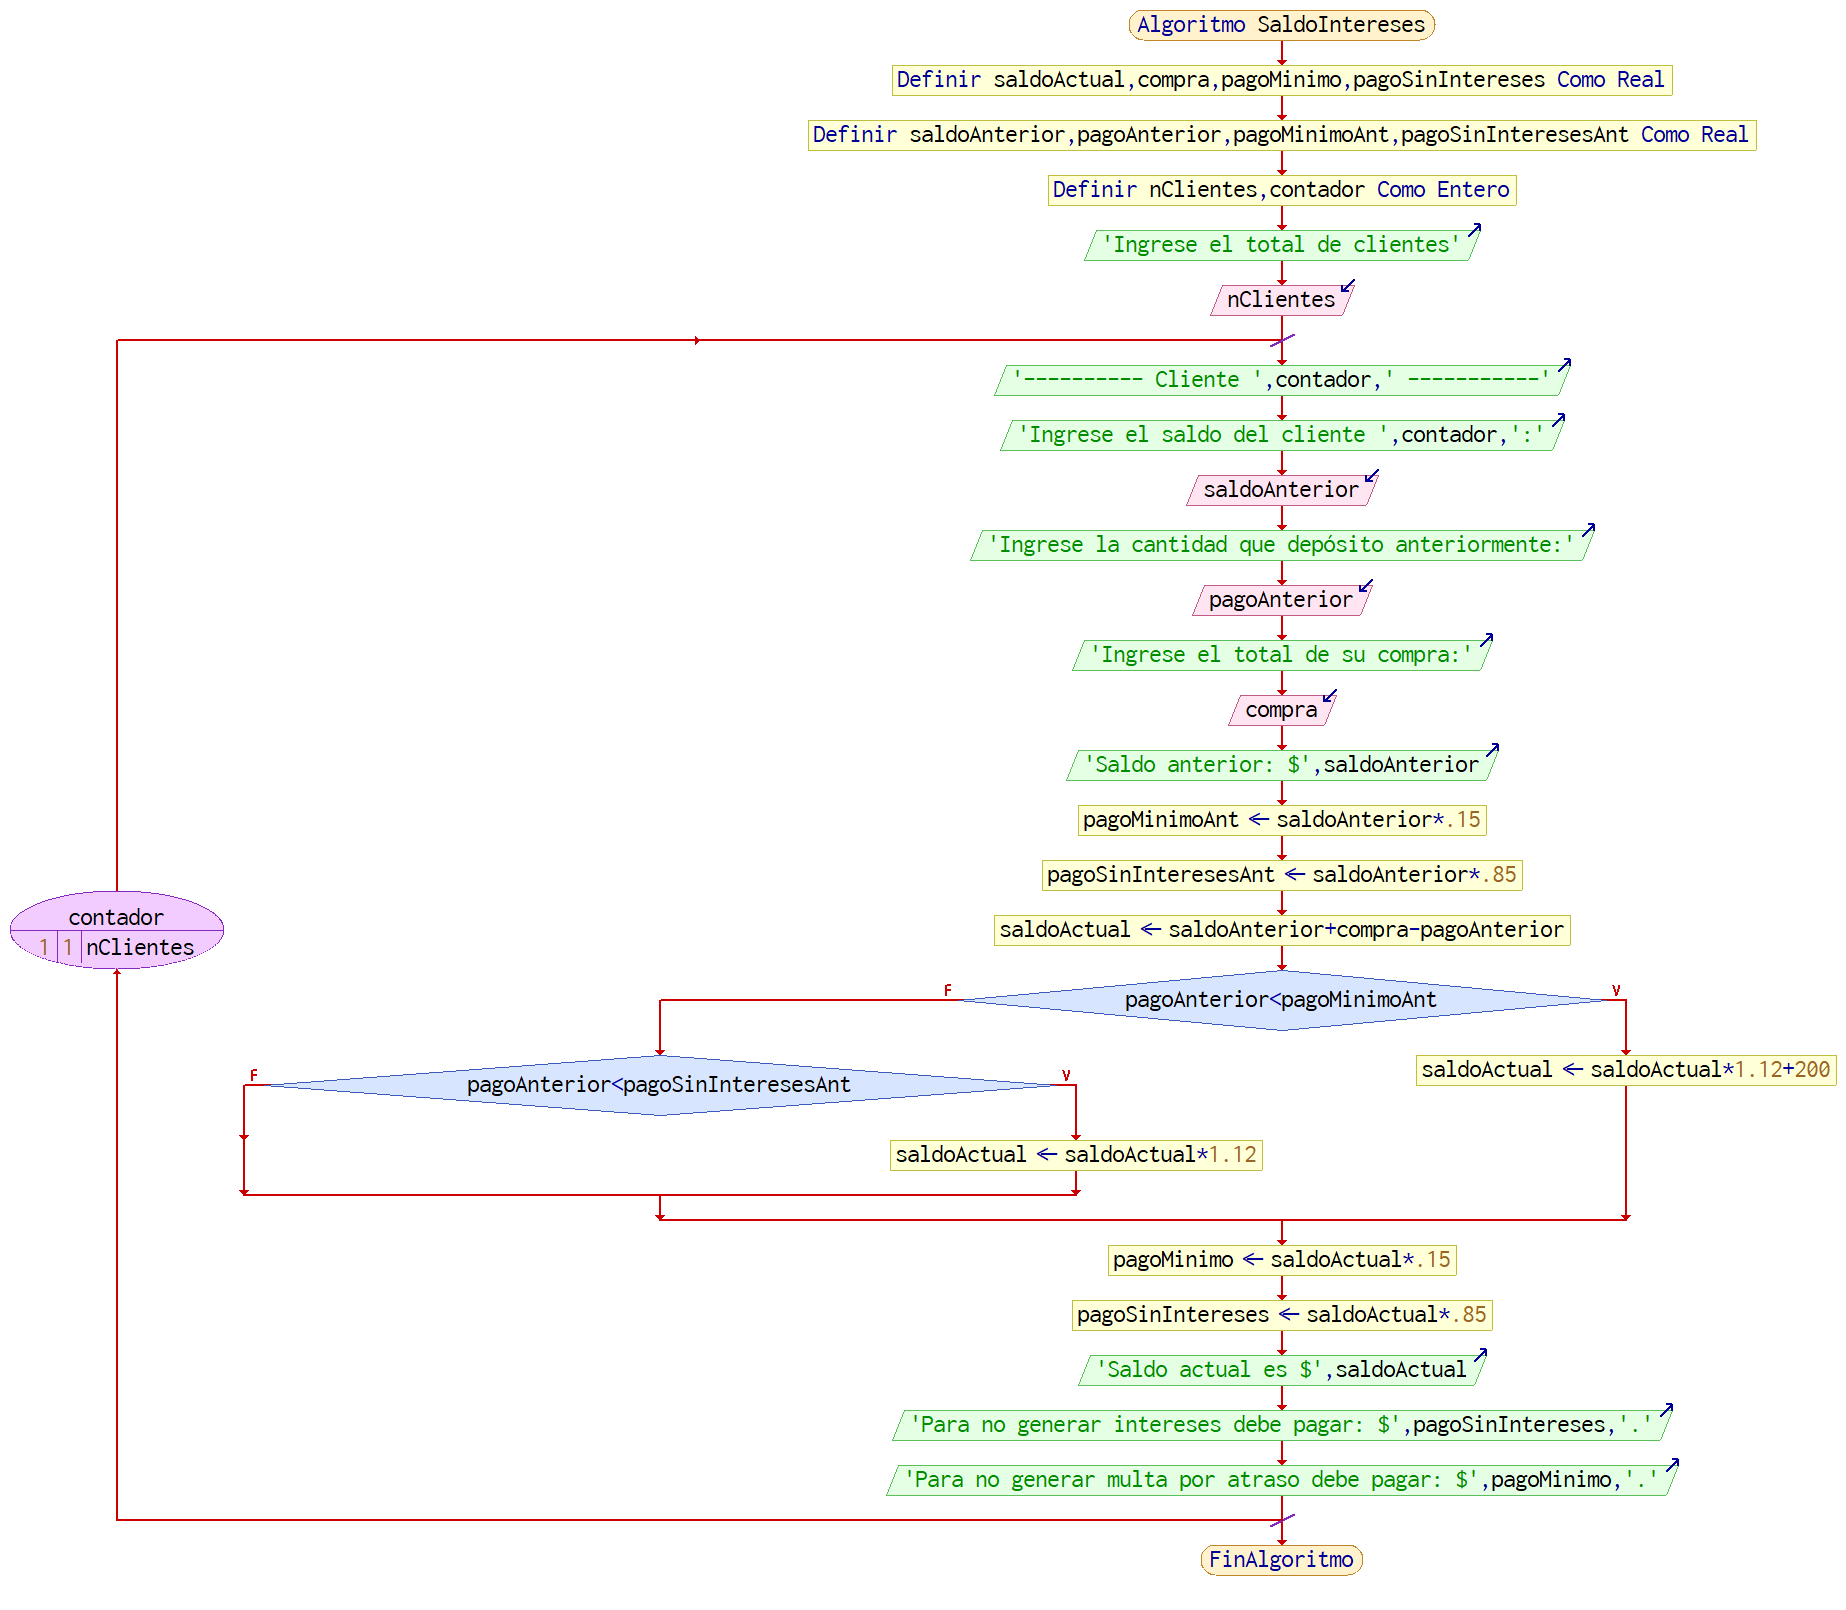 Algoritmo SaldoIntereses
Definir saldoActual,compra,pagoMinimo,pagoSinIntereses Como Real
Definir saldoAnterior,pagoAnterior,pagoMinimoAnt,pagoSinInteresesAnt Como Real
Definir nClientes,contador Como Entero
'Ingrese el total de clientes'
nClientes
'---------- Cliente ',contador,' -----------'
'Ingrese el saldo del cliente ',contador,':'
saldoAnterior
'Ingrese la cantidad que depósito anteriormente:'
pagoAnterior
'Ingrese el total de su compra:'
compra
'Saldo anterior: $',saldoAnterior
pagoMinimoAnt ← saldoAnterior*.15
pagoSinInteresesAnt ← saldoAnterior*.85
contador
1 1 nClientes
saldoActual ← saldoAnterior+compra-pagoAnterior
F pagoAnterior<pagoMinimoAnt V
F pagoAnterior<pagoSinInteresesAnt V
saldoActual ← saldoActual*1.12+200
saldoActual ← saldoActual*1.12
pagoMinimo ← saldoActual*.15
pagoSinIntereses ← saldoActual*.85
'Saldo actual es $',saldoActual
'Para no generar intereses debe pagar: $',pagoSinIntereses,'.'
'Para no generar multa por atraso debe pagar: $',pagoMinimo,'.'
FinAlgoritmo